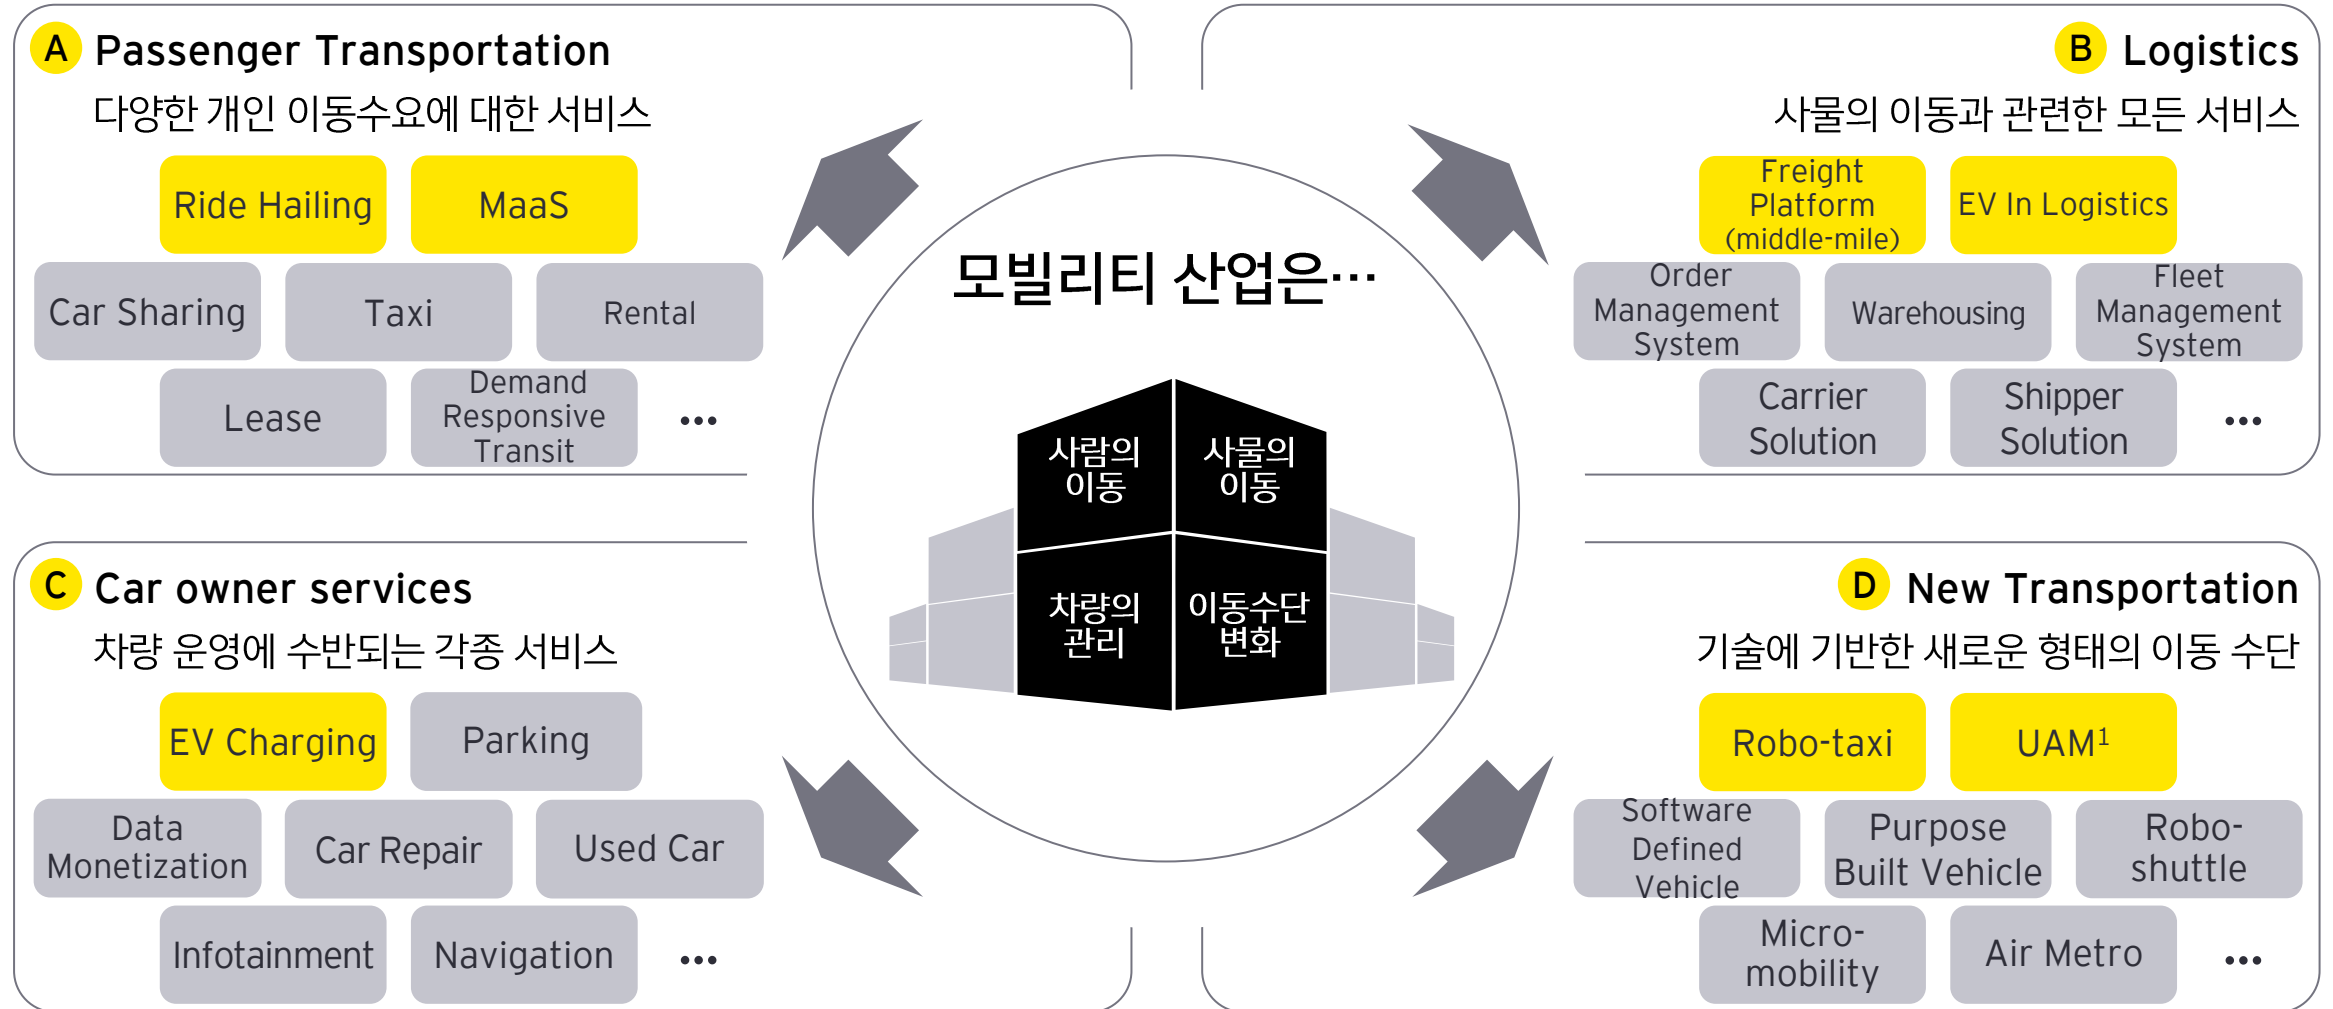 A Passenger Transportation
다양한 개인 이동수요에 대한 서비스
Ride Hailing
MaaS
Car Sharing
Taxi
Rental
Lease
Demand
Responsive
Transit
...
B Logistics
사물의 이동과 관련한 모든 서비스
Freight
Platform
(middle-mile)
EV In Logistics
Order
Management
System
Warehousing
Fleet
Management
System
Carrier
Solution
Shipper
Solution
...
모빌리티 산업은…
사람의
이동
사물의
이동
차량의
관리
이동수단
변화
C Car owner services
차량 운영에 수반되는 각종 서비스
EV Charging
Parking
Data
Monetization
Car Repair
Used Car
Infotainment
Navigation
...
D New Transportation
기술에 기반한 새로운 형태의 이동 수단
Robo-taxi
UAM¹
Software
Defined
Vehicle
Purpose
Built Vehicle
Robo-
shuttle
Micro-
mobility
Air Metro
...